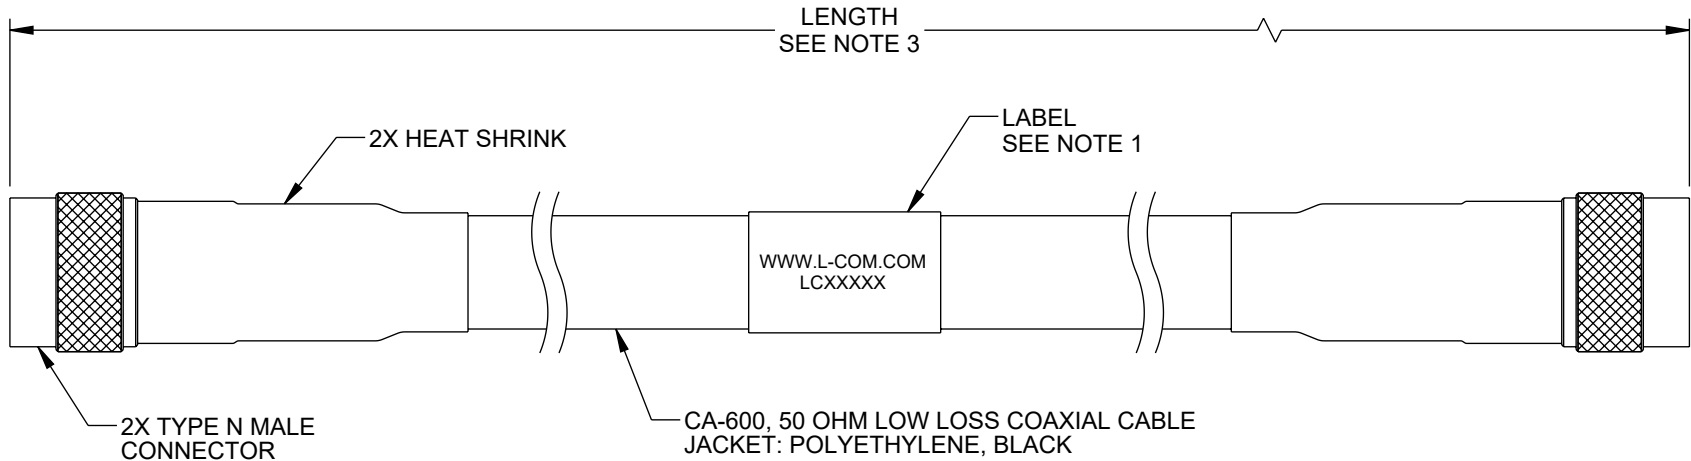 LENGTH
SEE NOTE 3
2X HEAT SHRINK
LABEL
SEE NOTE 1
WWW.L-COM.COM
LCXXXXX
2X TYPE N MALE
CONNECTOR
CA-600, 50 OHM LOW LOSS COAXIAL CABLE
JACKET: POLYETHYLENE, BLACK